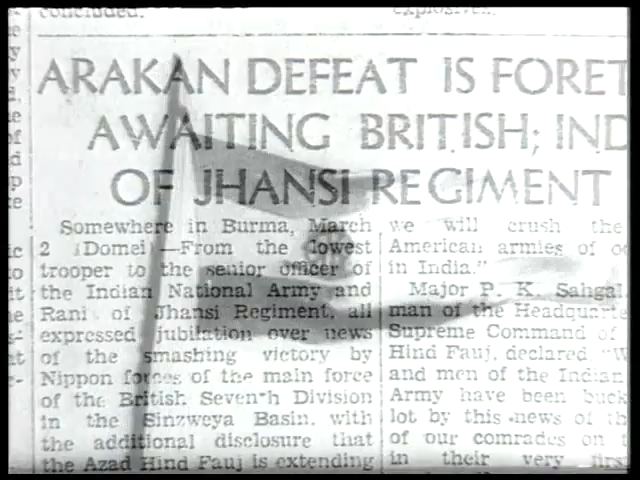 concluded.
explosives.
ARAKAN DEFEAT IS FORET
AWAITING BRITISH; IND
OF JHANSI REGIMENT
Somewhere in Burma, March
2 (Domei)—From the lowest
trooper to the senior officer of
the Indian National Army and
Rani of Jhansi Regiment, all
expressed jubilation over news
of the smashing victory by
Nippon forces of the main force
of the British Seventh Division
in the Sinzweya Basin, with
the additional disclosure that
the Azad Hind Fauj is extending
we will crush the
American armies of oc
in India."
Major P. K. Sahgal,
man of the Headquarte
Supreme Command of
Hind Fauj, declared "W
and men of the Indian
Army have been buck
lot by this news of th
of our comrades on t
in their very first